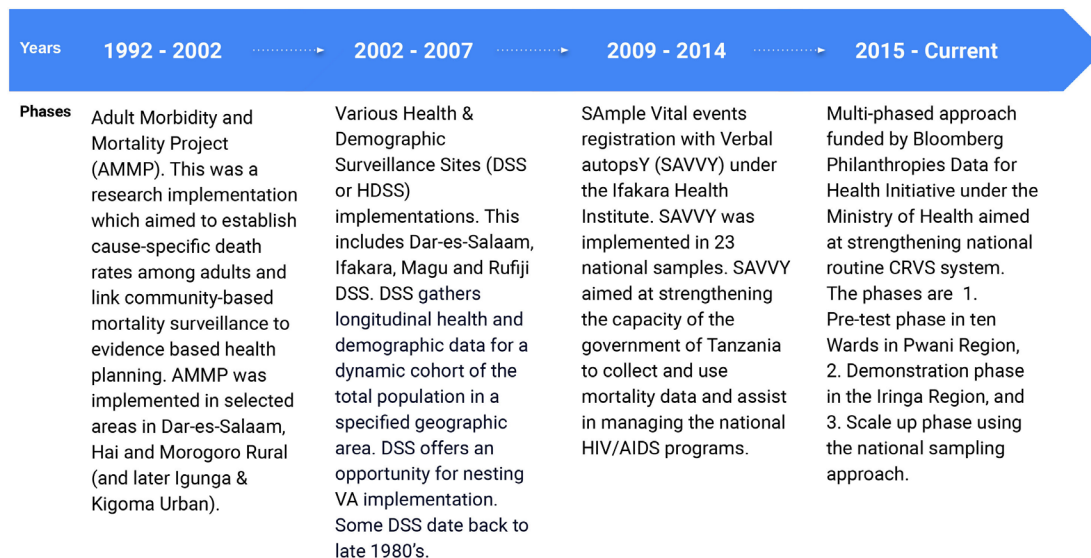 Years
1992 - 2002
2002 - 2007
2009 - 2014
2015 - Current
Phases
Adult Morbidity and
Mortality Project
(AMMP). This was a
research implementation
which aimed to establish
cause-specific death
rates among adults and
link community-based
mortality surveillance to
evidence based health
planning. AMMP was
implemented in selected
areas in Dar-es-Salaam,
Hai and Morogoro Rural
(and later Igunga &
Kigoma Urban).
Various Health &
Demographic
Surveillance Sites (DSS
or HDSS)
implementations. This
includes Dar-es-Salaam,
Ifakara, Magu and Rufiji
DSS. DSS gathers
longitudinal health and
demographic data for a
dynamic cohort of the
total population in a
specified geographic
area. DSS offers an
opportunity for nesting
VA implementation.
Some DSS date back to
late 1980's.
SAmple Vital events
registration with Verbal
autopsY (SAVVY) under
the Ifakara Health
Institute. SAVVY was
implemented in 23
national samples. SAVVY
aimed at strengthening
the capacity of the
government of Tanzania
to collect and use
mortality data and assist
in managing the national
HIV/AIDS programs.
Multi-phased approach
funded by Bloomberg
Philanthropies Data for
Health Initiative under the
Ministry of Health aimed
at strengthening national
routine CRVS system.
The phases are  1.
Pre-test phase in ten
Wards in Pwani Region,
2. Demonstration phase
in the Iringa Region, and
3. Scale up phase using
the national sampling
approach.